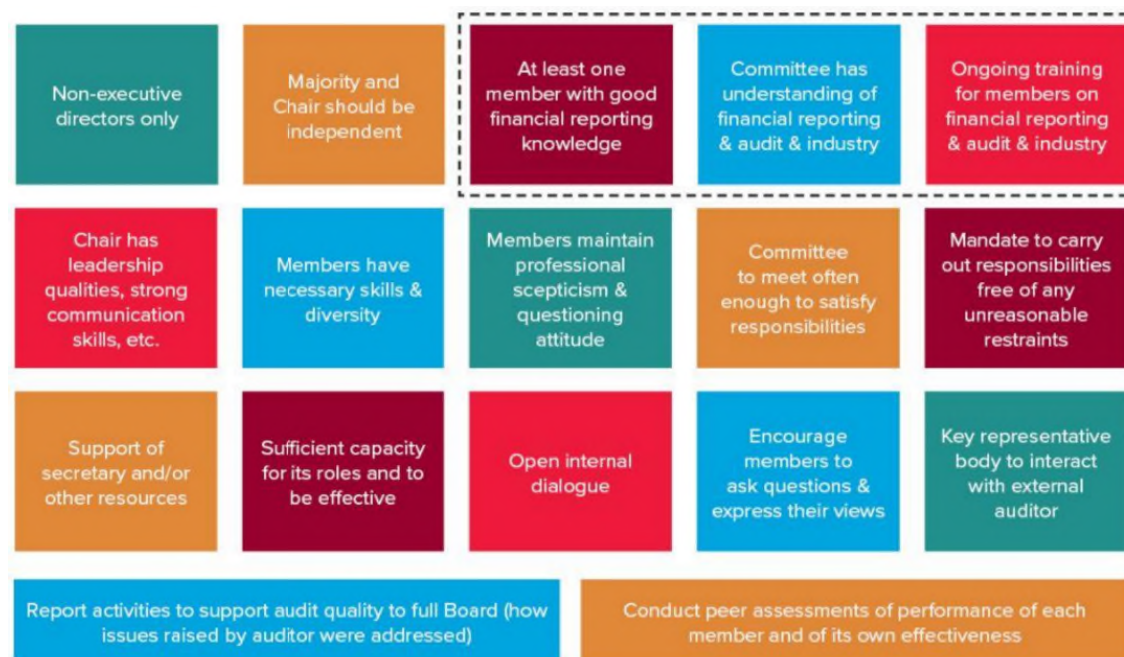 Non-executive
directors only
Majority and
Chair should be
independent
At least one
member with good
financial reporting
knowledge
Committee has
understanding of
financial reporting
& audit & industry
Ongoing training
for members on
financial reporting
& audit & industry
Chair has
leadership
qualities, strong
communication
skills, etc.
Members have
necessary skills &
diversity
Members maintain
professional
scepticism &
questioning
attitude
Committee
to meet often
enough to satisfy
responsibilities
Mandate to carry
out responsibilities
free of any
unreasonable
restraints
Support of
secretary and/or
other resources
Sufficient capacity
for its roles and to
be effective
Open internal
dialogue
Encourage
members to
ask questions &
express their views
Key representative
body to interact
with external
auditor
Report activities to support audit quality to full Board (how
issues raised by auditor were addressed)
Conduct peer assessments of performance of each
member and of its own effectiveness